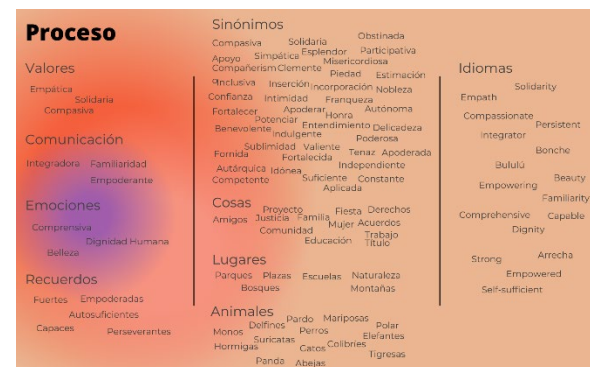 Proceso
Valores
Empática
Solidaria
Compasiva
Comunicación
Integradora Familiaridad
Empoderante
Emociones
Comprensiva
Dignidad Humana
Belleza
Recuerdos
Fuertes Empoderadas
Autosuficientes
Capaces Perseverantes
Sinónimos
Obstinada
Compasiva Solidaria
Esplendor Participativa
Apoyo Simpática
Misericordiosa
Compañerism Clemente
Piedad Estimación
Inclusiva Inserción Incorporación Nobleza
Confianza Intimidad Franqueza
Fortalecer Apoderar Autónoma
Potenciar Honra
Benevolente Entendimiento Delicadeza
Indulgente Poderosa
Sublimidad Valiente
Fornida Fortalecida Tenaz Apoderada
Autárquica Idónea Independiente
Competente Suficiente Constante
Aplicada
Cosas
Proyecto Fiesta Derechos
Amigos Justicia Familia
Mujer Acuerdos
Comunidad Trabajo
Educación Título
Lugares
Parques Plazas Escuelas Naturaleza
Bosques Montañas
Animales
Delfines Pardo Mariposas
Monos Perros Polar
Suricatas Elefantes
Hormigas Catos Colibríes
Tigresas
Panda Abejas
Idiomas
Solidarity
Empath
Compassionate
Persistent
Integrator
Bonche
Bululú
Beauty
Empowering
Familiarity
Comprehensive Capable
Dignity
Arrecha
Strong
Empowered
Self-sufficient